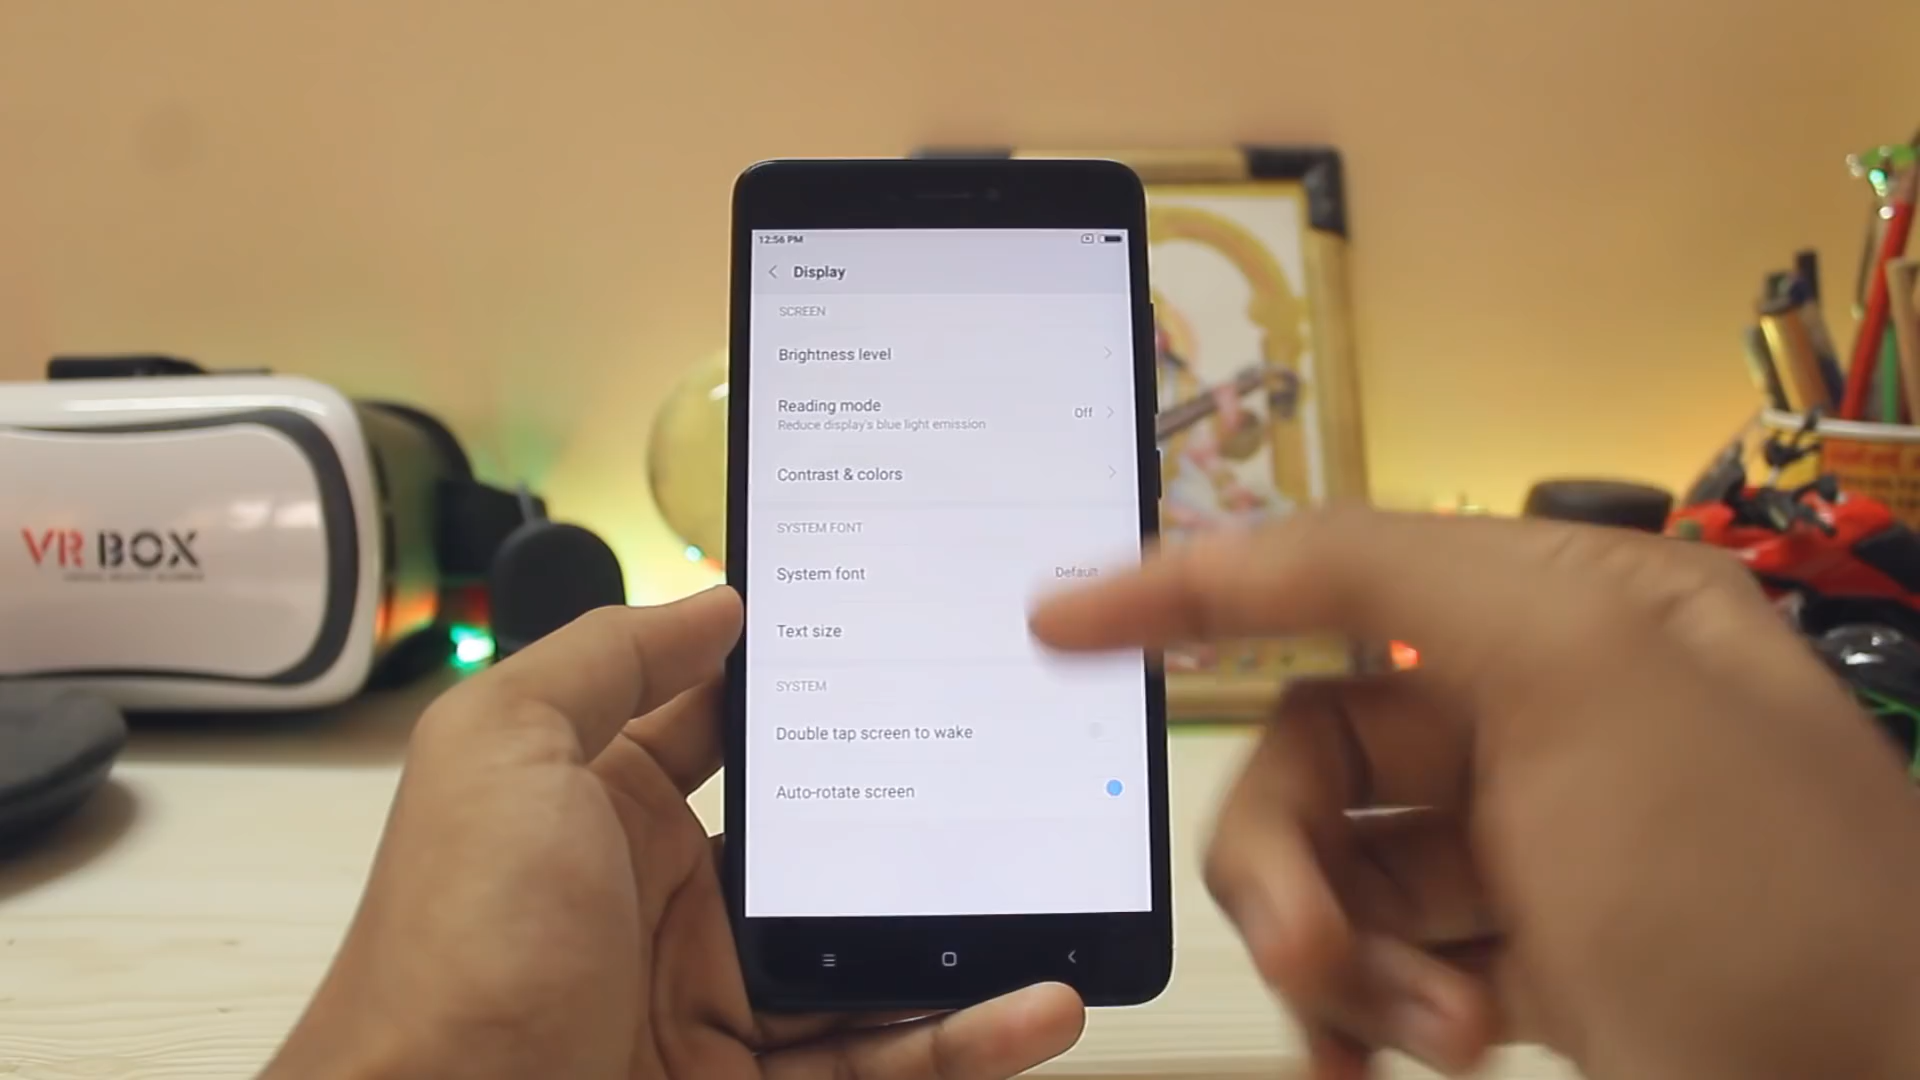 12:56 PM
Display
SCREEN
Brightness level
Reading mode
Off
Reduce display's blue light emission
Contrast & colors
SYSTEM FONT
System font
Default
Text size
SYSTEM
Double tap screen to wake
Auto-rotate screen
VR BOX